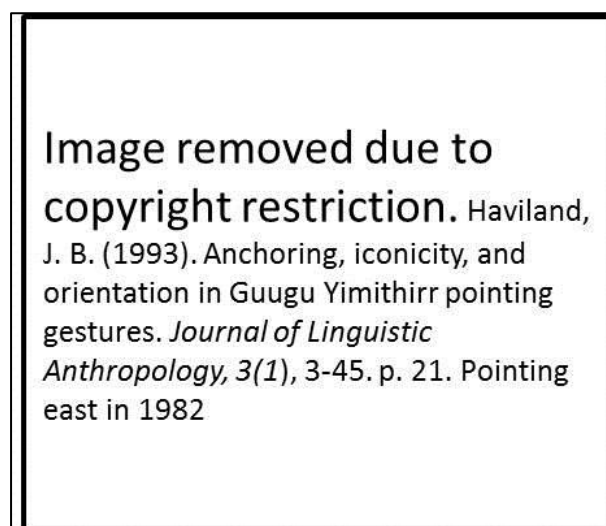 Image removed due to
copyright restriction. Haviland,
J. B. (1993). Anchoring, iconicity, and
orientation in Guugu Yimithirr pointing
gestures. Journal of Linguistic
Anthropology, 3(1), 3-45. p. 21. Pointing
east in 1982